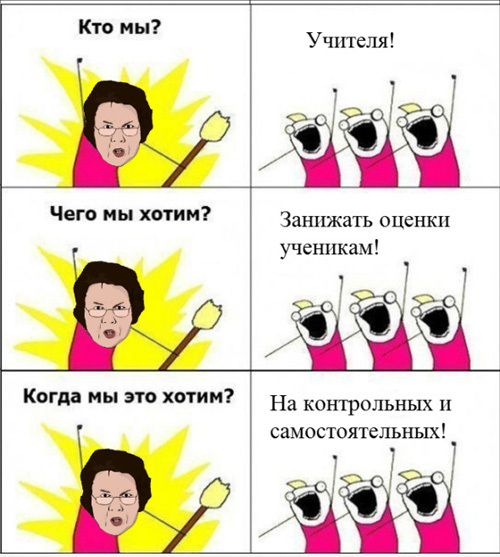 Кто мы?
Учителя!
Чего мы хотим?
Занижать оценки
ученикам!
Когда мы это хотим?
На контрольных и
самостоятельных!